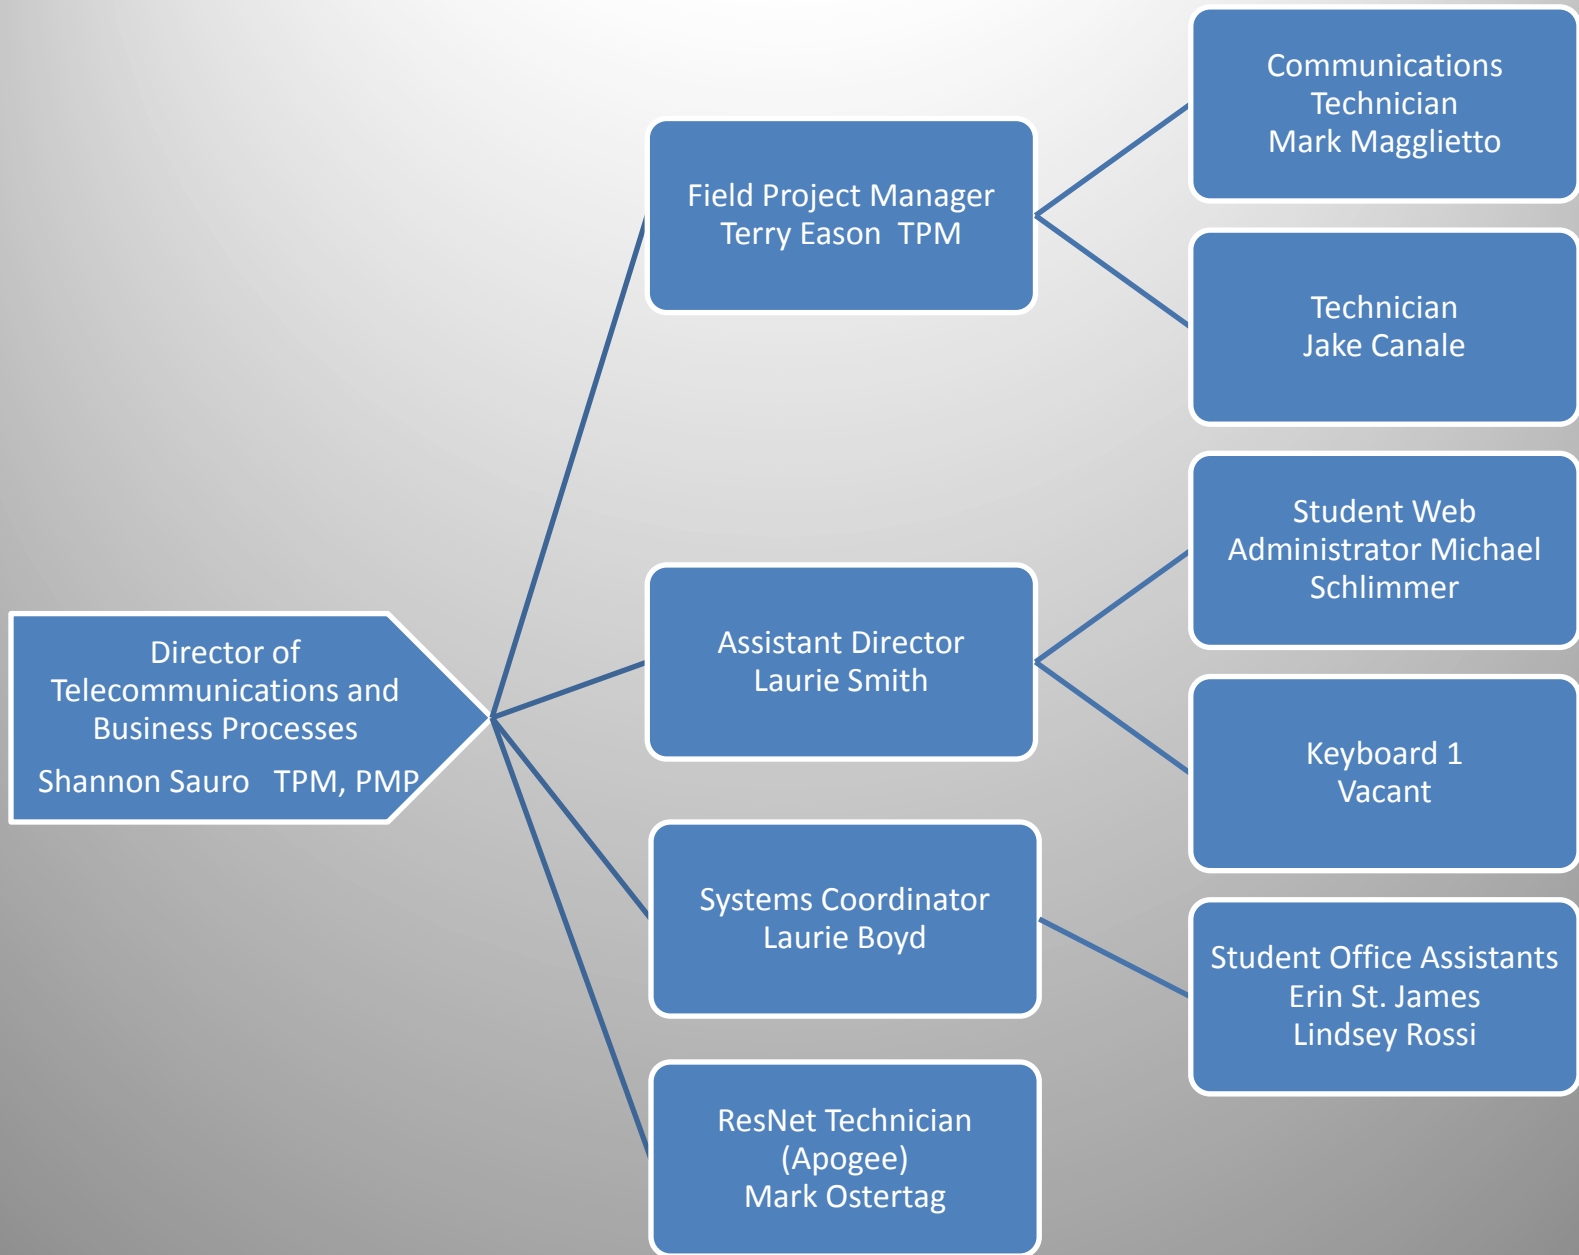 Director of
Telecommunications and
Business Processes
Shannon Sauro TPM, PMP
Field Project Manager
Terry Eason TPM
Communications
Technician
Mark Magglietto
Technician
Jake Canale
Assistant Director
Laurie Smith
Student Web
Administrator Michael
Schlimmer
Keyboard 1
Vacant
Systems Coordinator
Laurie Boyd
Student Office Assistants
Erin St. James
Lindsey Rossi
ResNet Technician
(Apogee)
Mark Ostertag